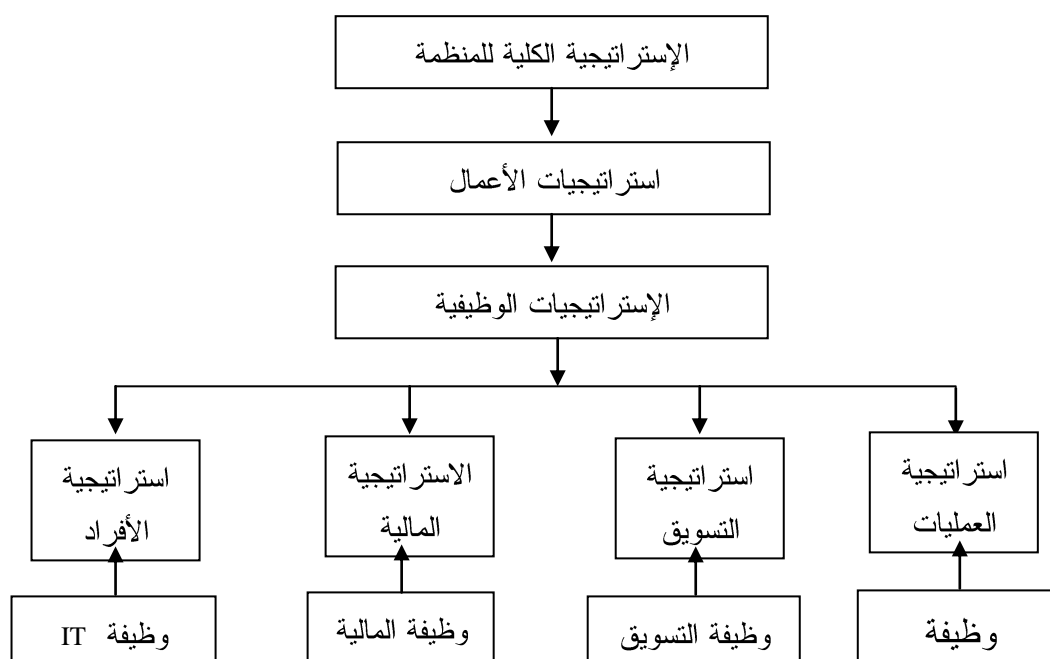 الإستراتيجية الكلية للمنظمة
استراتيجيات الأعمال
الإستراتيجيات الوظيفية
استراتيجية
العمليات
استراتيجية
التسويق
الاستراتيجية
المالية
استراتيجية
الأفراد
وظيفة
وظيفة التسويق
وظيفة المالية
وظيفة IT